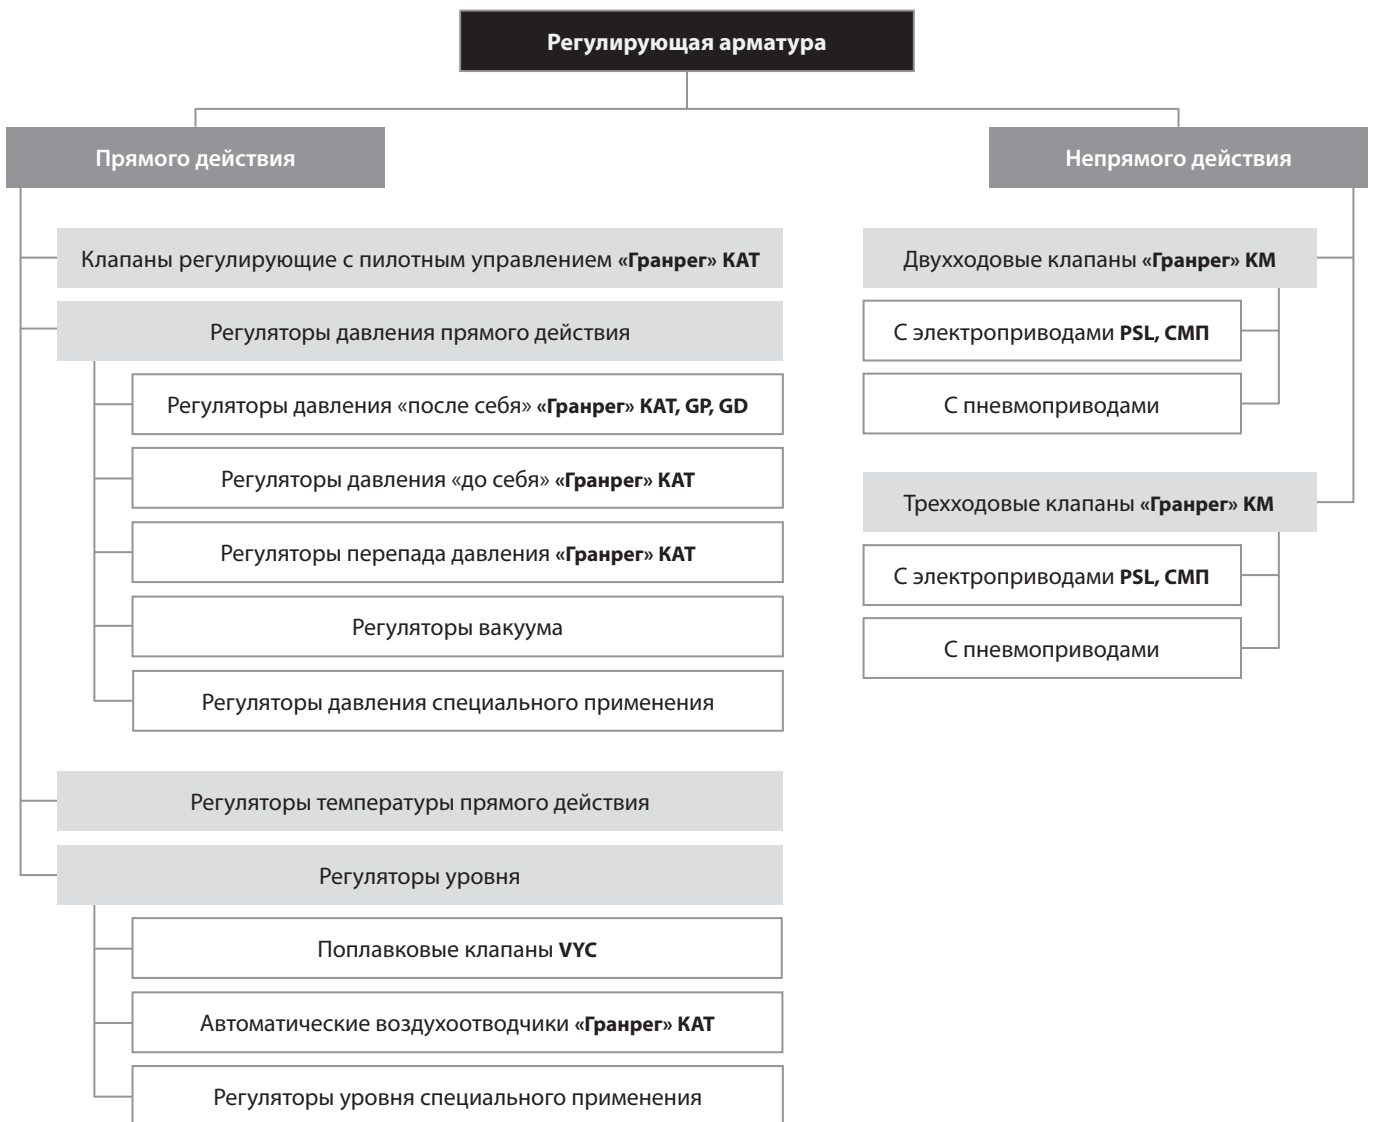 Регулирующая арматура
Прямого действия
Непрямого действия
Клапаны регулирующие с пилотным управлением «Гранрег» КАТ
Регуляторы давления прямого действия
Регуляторы давления «после себя» «Гранрег» КАТ, GP, GD
Регуляторы давления «до себя» «Гранрег» КАТ
Регуляторы перепада давления «Гранрег» КАТ
Регуляторы вакуума
Регуляторы давления специального применения
Регуляторы температуры прямого действия
Регуляторы уровня
Поплавковые клапаны VYC
Автоматические воздухоотводчики «Гранрег» КАТ
Регуляторы уровня специального применения
Двухходовые клапаны «Гранрег» КМ
С электроприводами PSL, СМП
С пневмоприводами
Трехходовые клапаны «Гранрег» КМ
С электроприводами PSL, СМП
С пневмоприводами